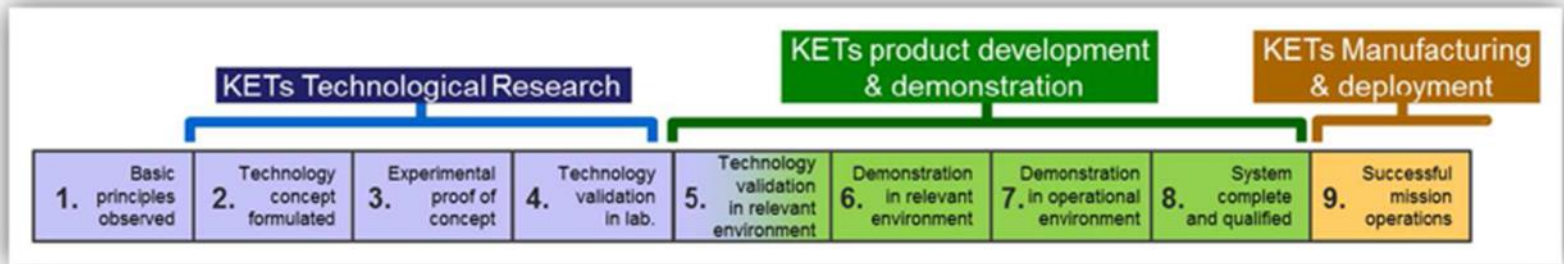 KETs Technological Research
KETs product development
& demonstration
KETs Manufacturing
& deployment
1.
Basic
principles
observed
2.
Technology
concept
formulated
3.
Experimental
proof of
concept
4.
Technology
validation
in lab.
5.
Technology
validation
in relevant
environment
6.
Demonstration
in relevant
environment
7.
Demonstration
in operational
environment
8.
System
complete
and qualified
9.
Successful
mission
operations